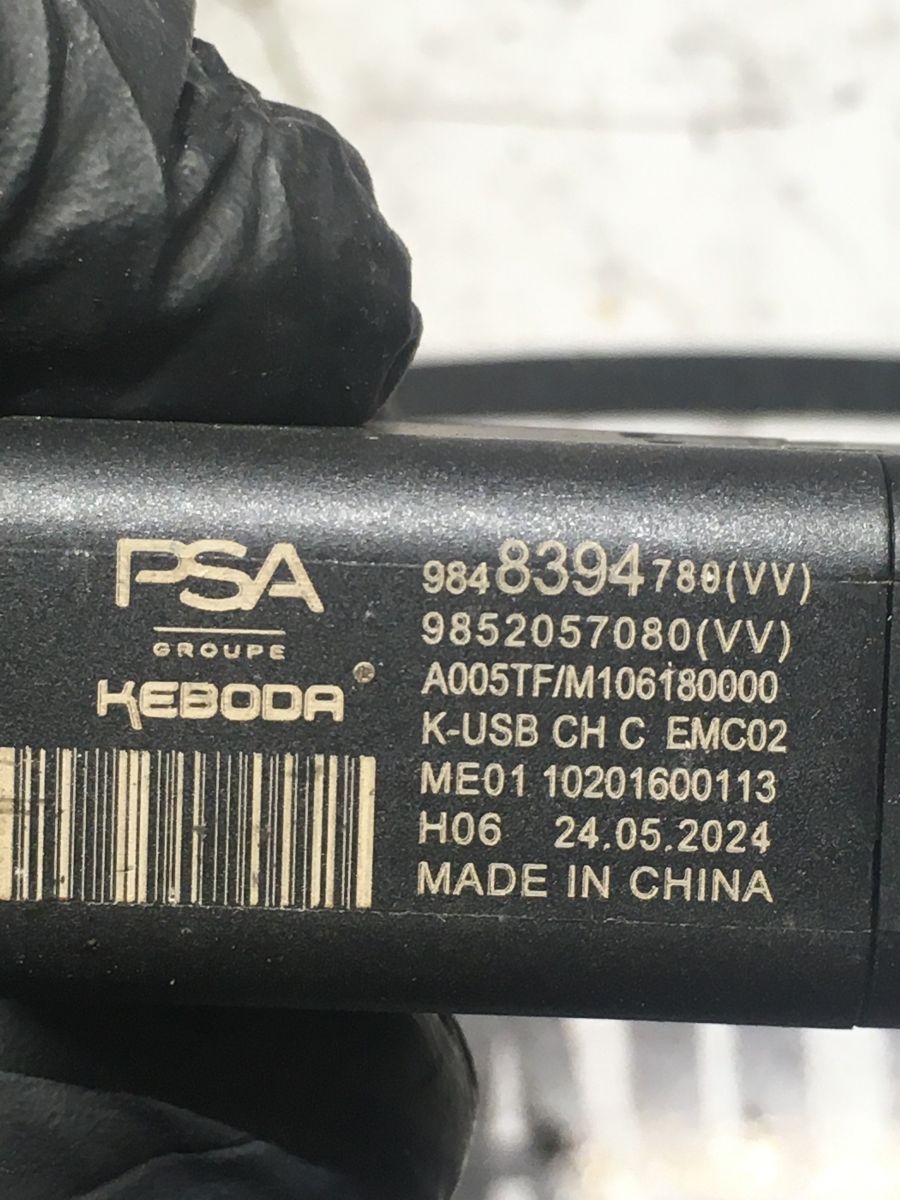 PSA
GROUPE
KEBODA®
9848394780(VV)
9852057080(VV)
A005TF/M106180000
K-USB CH C EMC02
ME01 10201600113
H06 24.05.2024
MADE IN CHINA